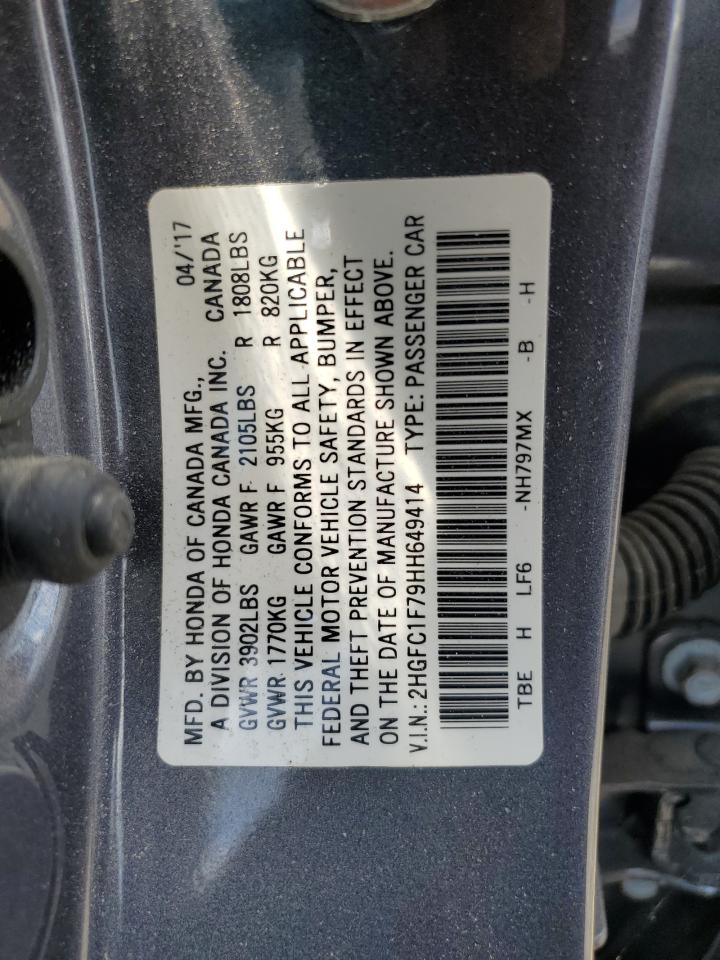 MFD. BY HONDA OF CANADA MFG., 04/'17
A DIVISION OF HONDA CANADA INC. CANADA
GVWR 3902LBS GAWR F 2105LBS R 1808LBS
GVWR 1770KG GAWR F 955KG R 820KG
THIS VEHICLE CONFORMS TO ALL APPLICABLE
FEDERAL MOTOR VEHICLE SAFETY, BUMPER,
AND THEFT PREVENTION STANDARDS IN EFFECT
ON THE DATE OF MANUFACTURE SHOWN ABOVE.
V.I.N.: 2HGFC1F79HH649414 TYPE: PASSENGER CAR
TBE H LF6 -NH797MX -B -H